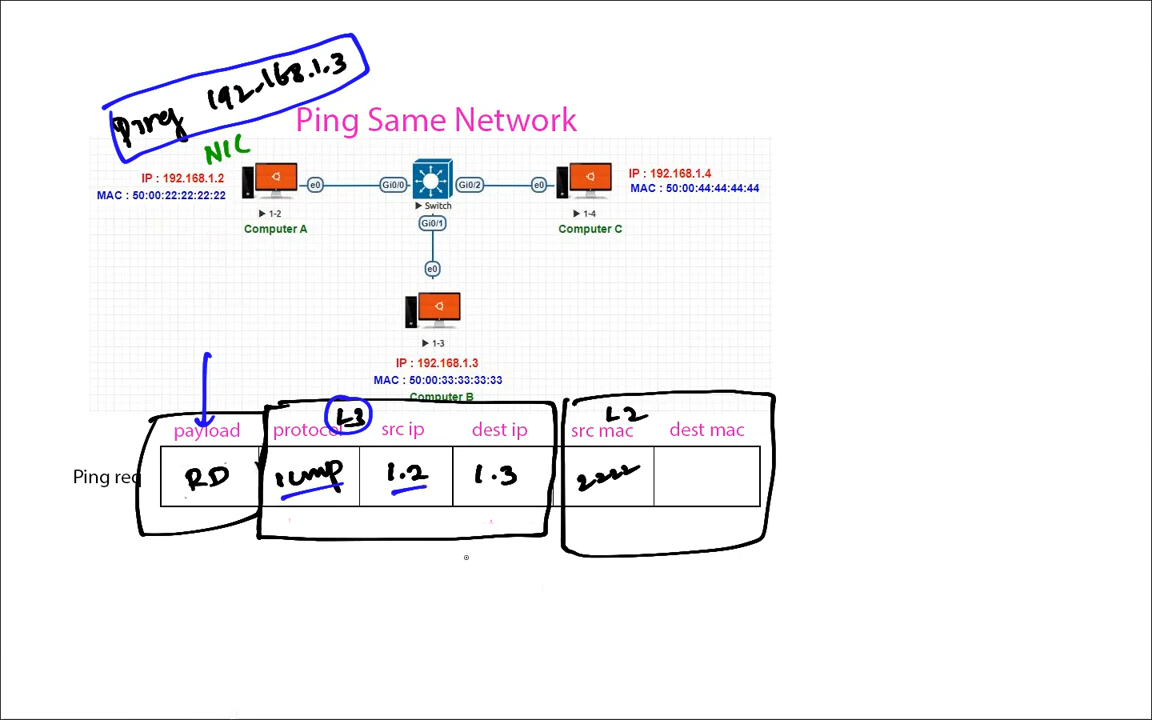 Ping 192.168.1.3
Ping Same Network
NIC
IP : 192.168.1.2
MAC : 50:00:22:22:22:22
e0
Gi0/0
Gi0/2
e0
IP : 192.168.1.4
MAC : 50:00:44:44:44:44
1-2
Switch
1-4
Computer A
Gi0/1
Computer C
e0
1-3
IP : 192.168.1.3
MAC : 50:00:33:33:33:33
Computer B
L3
L2
payload protocol src ip dest ip src mac dest mac
Ping req RD icmp 1.2 1.3 2222